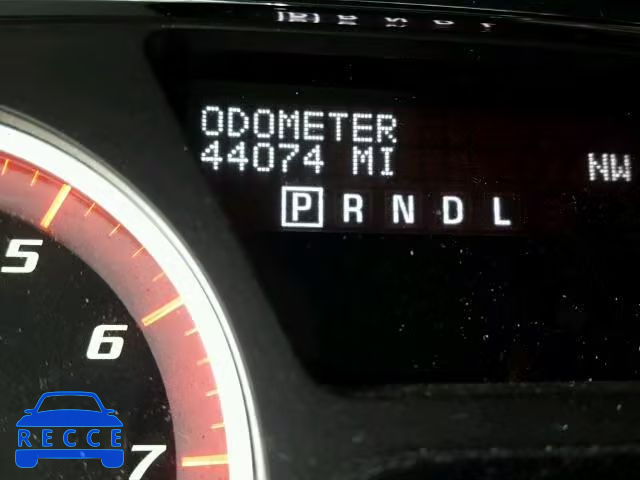 ODOMETER
44074 MI
NW
P R N D L
5
6
7
RECCE